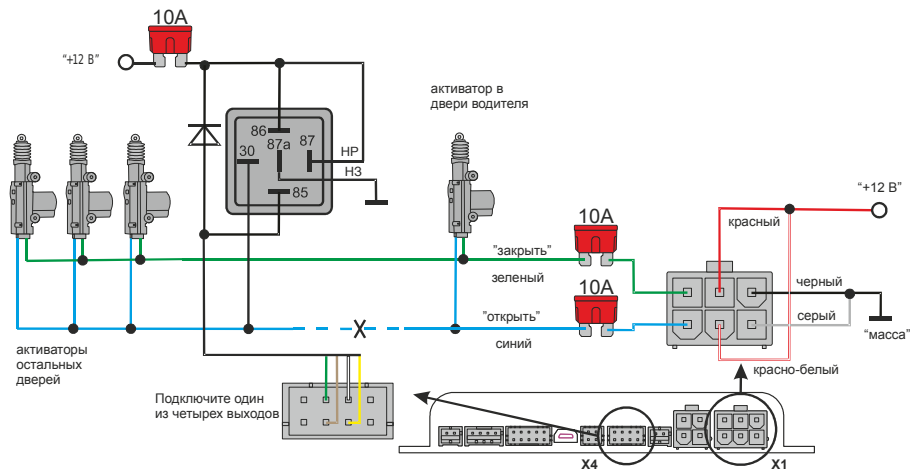 10A
"+12 В"
активатор в
двери водителя
86
87a
87
30
85
НР
НЗ
"+12 В"
10A
красный
"закрыть"
зеленый
черный
10A
"открыть"
синий
серый
"масса"
красно-белый
активаторы
остальных
дверей
X
Подключите один
из четырех выходов
X4
X1